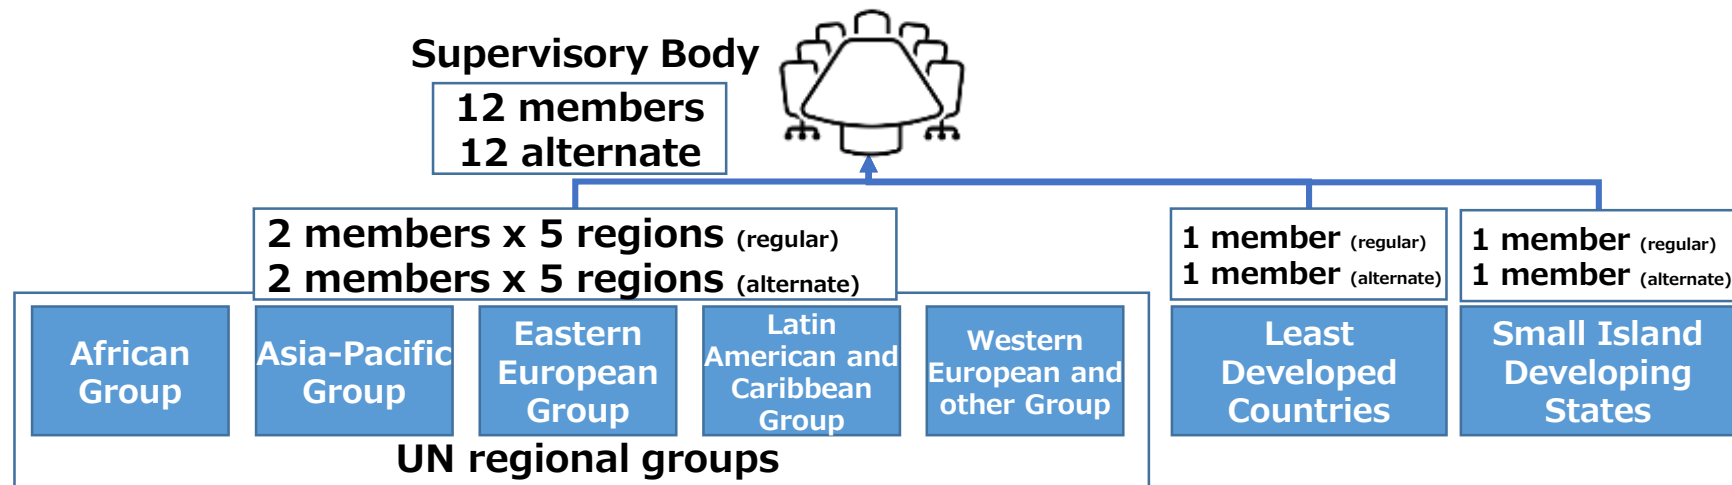 Supervisory Body
12 members
12 alternate
2 members x 5 regions (regular)
2 members x 5 regions (alternate)
1 member (regular)
1 member (alternate)
1 member (regular)
1 member (alternate)
African
Group
Asia-Pacific
Group
Eastern
European
Group
Latin
American and
Caribbean
Group
Western
European and
other Group
Least
Developed
Countries
Small Island
Developing
States
UN regional groups